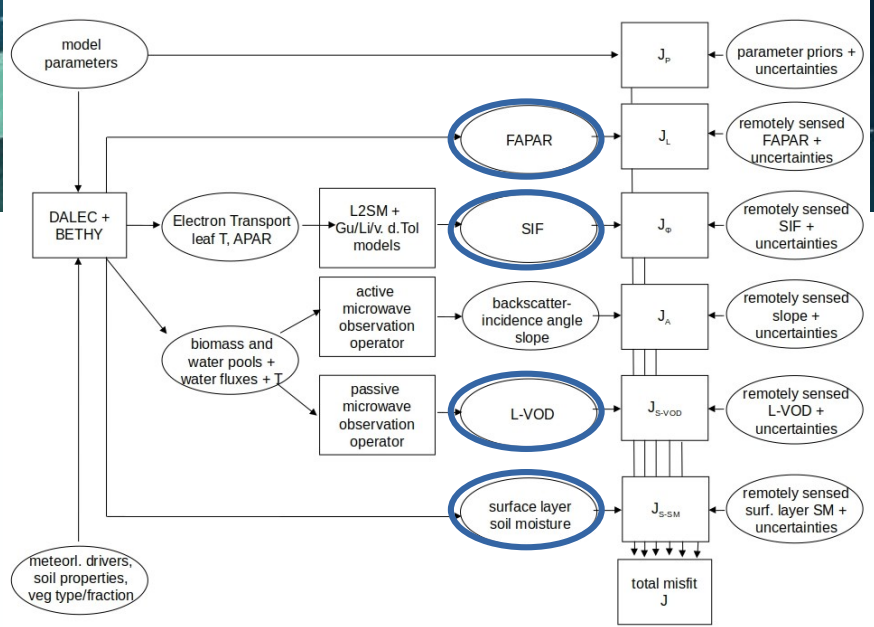 model
parameters
J_P
parameter priors +
uncertainties
FAPAR
J_L
remotely sensed
FAPAR +
uncertainties
DALEC +
BETHY
Electron Transport
leaf T, APAR
L2SM +
Gu/Li/v. d.Tol
models
SIF
J_Φ
remotely sensed
SIF +
uncertainties
active
microwave
observation
operator
backscatter-
incidence angle
slope
J_A
remotely sensed
slope +
uncertainties
biomass and
water pools +
water fluxes + T
passive
microwave
observation
operator
L-VOD
J_S-VOD
remotely sensed
L-VOD +
uncertainties
surface layer
soil moisture
J_S-SM
remotely sensed
surf. layer SM +
uncertainties
meteorl. drivers,
soil properties,
veg type/fraction
total misfit
J